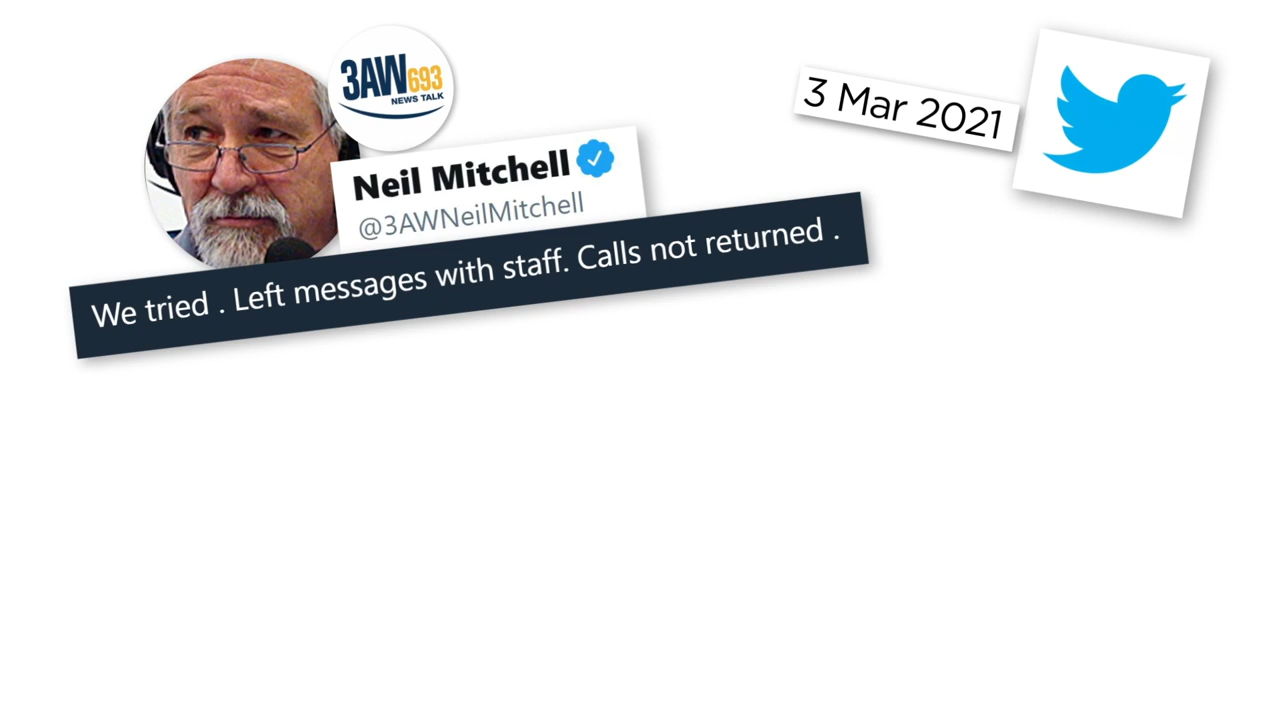 3AW693
NEWS TALK
Neil Mitchell
@3AWNeilMitchell
We tried . Left messages with staff. Calls not returned .
3 Mar 2021